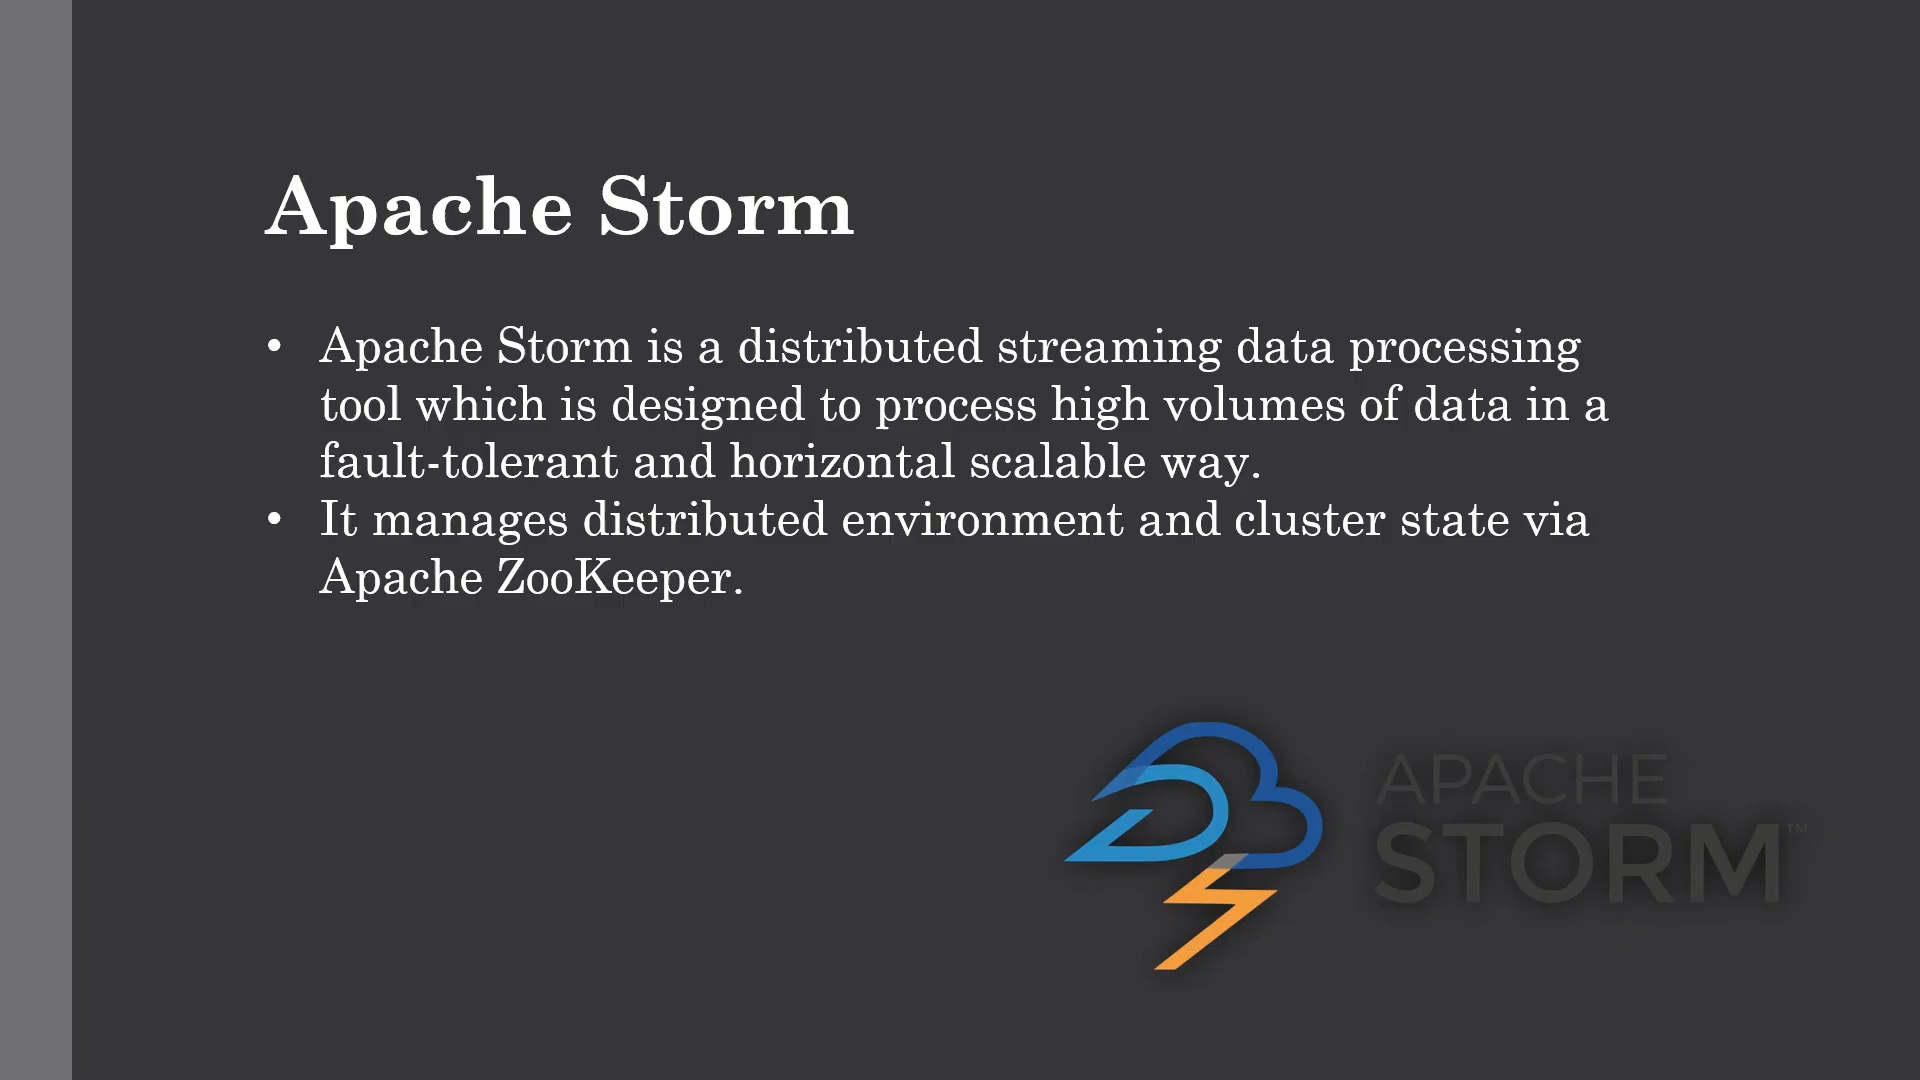 Apache Storm
• Apache Storm is a distributed streaming data processing
tool which is designed to process high volumes of data in a
fault-tolerant and horizontal scalable way.
• It manages distributed environment and cluster state via
Apache ZooKeeper.
APACHE
STORM™